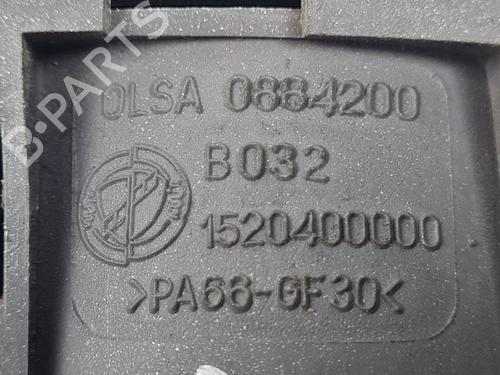 OLSA 0884200
B032
1520400000
>PA66-GF30<
B-PARTS